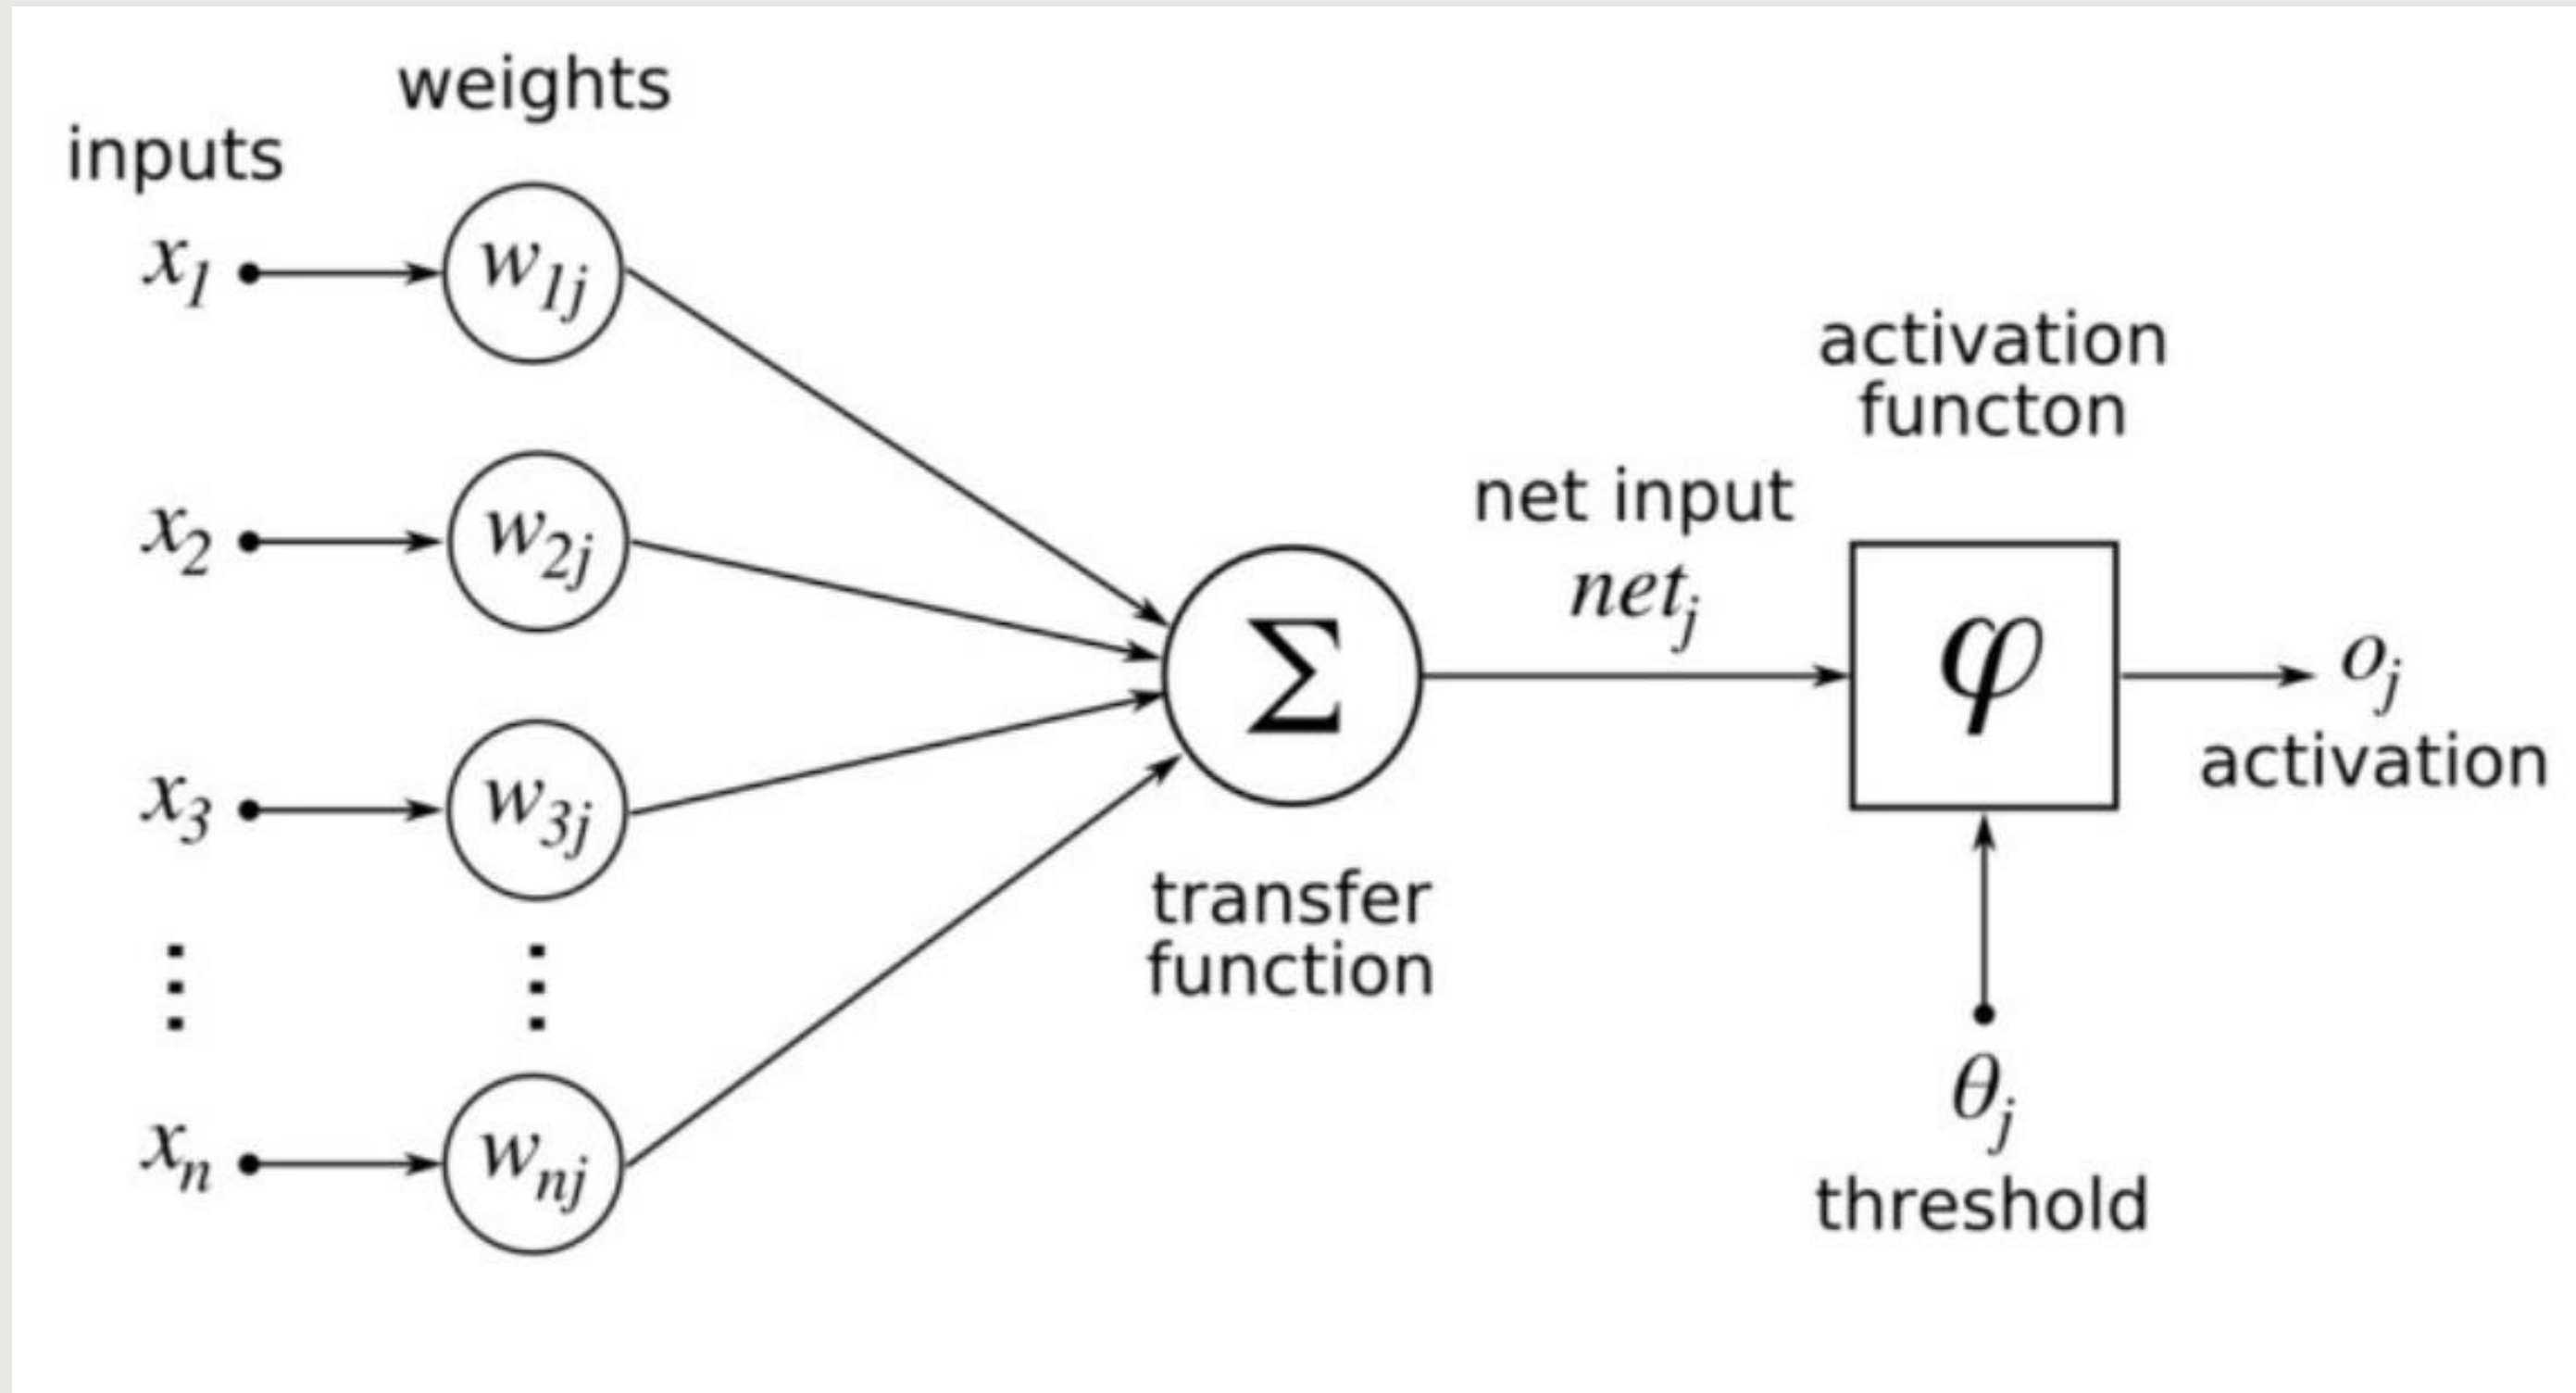 weights
inputs
x1
w1j
x2
w2j
x3
w3j
⋮
⋮
xn
wnj
Σ
transfer
function
net input
netj
activation
functon
φ
oj
activation
θj
threshold